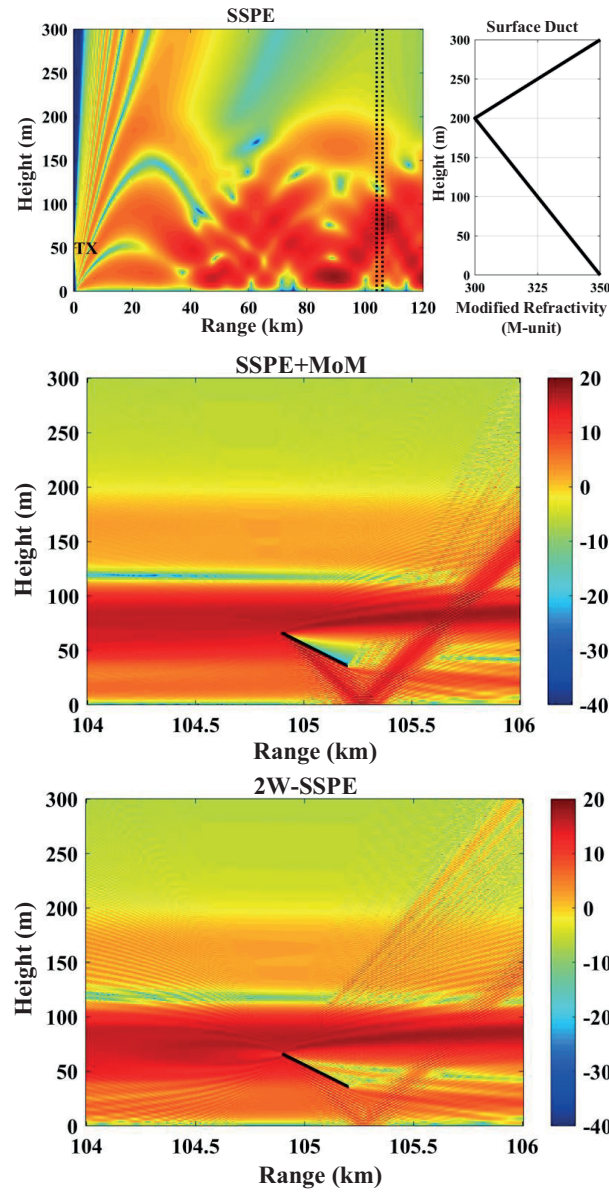 SSPE
Height (m)
300
250
200
150
100
50
0
TX
0 20 40 60 80 100 120
Range (km)
Surface Duct
Height (m)
300
250
200
150
100
50
0
300 325 350
Modified Refractivity
(M-unit)
SSPE+MoM
Height (m)
300
250
200
150
100
50
0
104 104.5 105 105.5 106
Range (km)
20
10
0
-10
-20
-30
-40
2W-SSPE
Height (m)
300
250
200
150
100
50
0
104 104.5 105 105.5 106
Range (km)
20
10
0
-10
-20
-30
-40